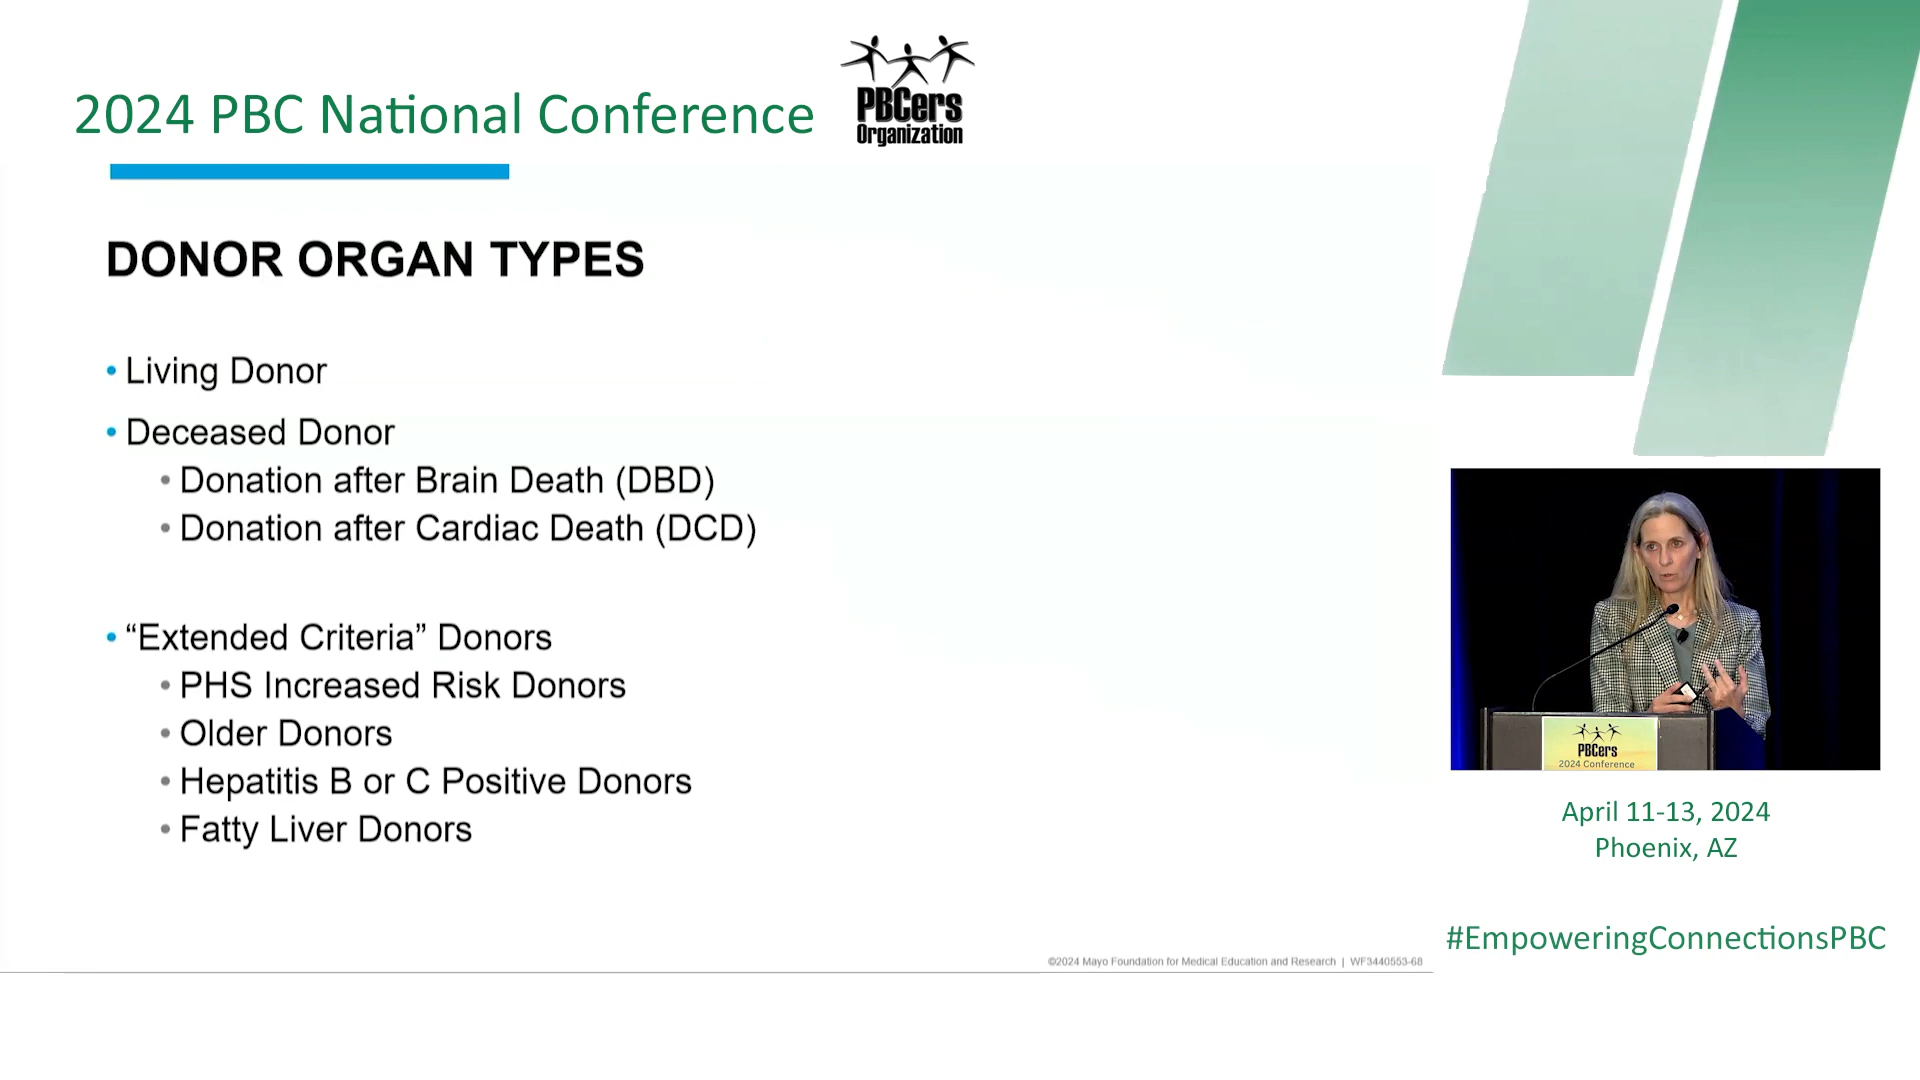 2024 PBC National Conference
PBCers
Organization
DONOR ORGAN TYPES
• Living Donor
• Deceased Donor
• Donation after Brain Death (DBD)
• Donation after Cardiac Death (DCD)
• “Extended Criteria” Donors
• PHS Increased Risk Donors
• Older Donors
• Hepatitis B or C Positive Donors
• Fatty Liver Donors
©2024 Mayo Foundation for Medical Education and Research | WF3440553-68
PBCers
2024 Conference
April 11-13, 2024
Phoenix, AZ
#EmpoweringConnectionsPBC